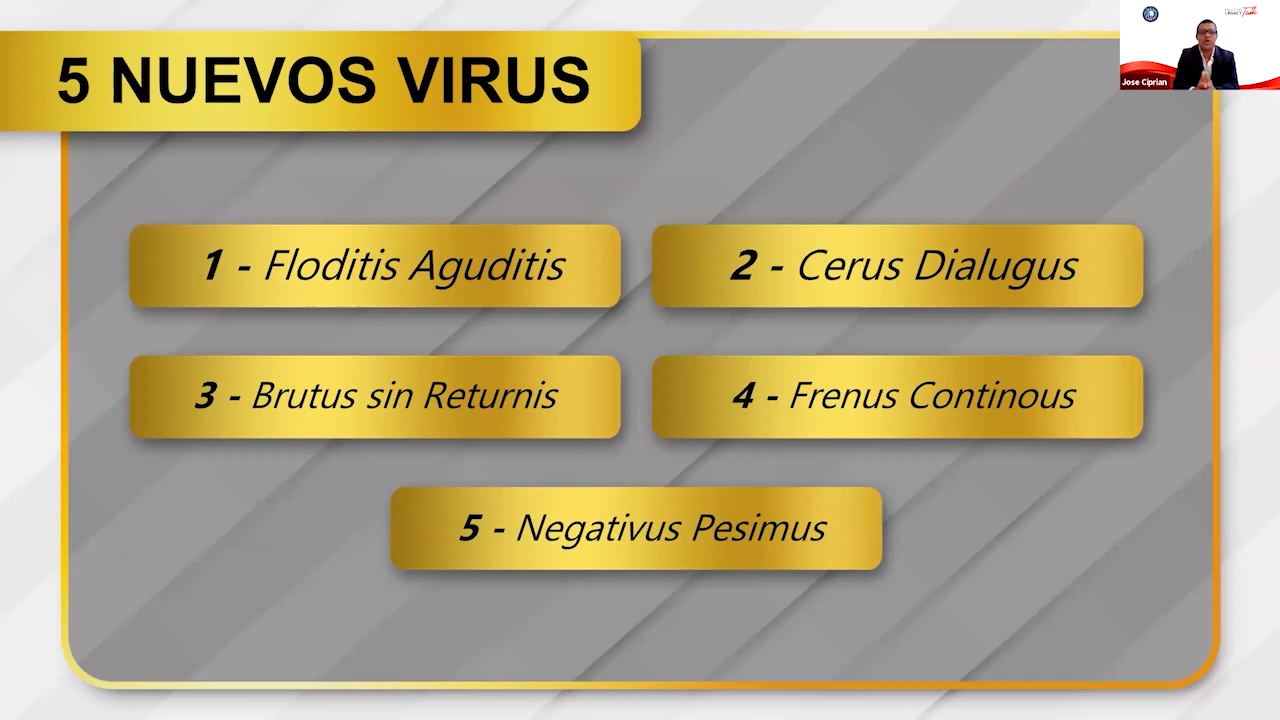 5 NUEVOS VIRUS
Jose Ciprian
1 - Floditis Aguditis
2 - Cerus Dialugus
3 - Brutus sin Returnis
4 - Frenus Continous
5 - Negativus Pesimus